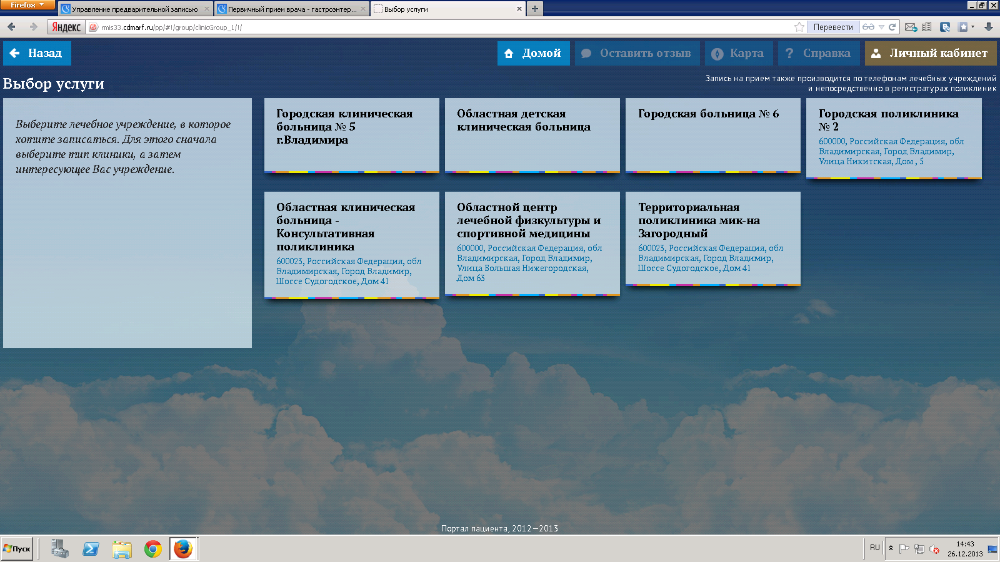 Firefox
Управление предварительной записью
Первичный прием врача - гастроэнтер...
Выбор услуги
Яндекс
rmis33.cdmarf.ru/pp/#!/group/clinicGroup_1/!/
Перевести
Назад
Домой
Оставить отзыв
Карта
? Справка
Личный кабинет
Выбор услуги
Запись на прием также производится по телефонам лечебных учреждений
и непосредственно в регистратурах поликлиник
Выберите лечебное учреждение, в которое
хотите записаться. Для этого сначала
выберите тип клиники, а затем
интересующее Вас учреждение.
Городская клиническая
больница № 5
г.Владимира
Областная детская
клиническая больница
Городская больница № 6
Городская поликлиника
№ 2
600000, Российская Федерация, обл
Владимирская, Город Владимир,
Улица Никитская, Дом , 5
Областная клиническая
больница -
Консультативная
поликлиника
600023, Российская Федерация, обл
Владимирская, Город Владимир,
Шоссе Судогодское, Дом 41
Областной центр
лечебной физкультуры и
спортивной медицины
600000, Российская Федерация, обл
Владимирская, Город Владимир,
Улица Большая Нижегородская,
Дом 63
Территориальная
поликлиника мик-на
Загородный
600023, Российская Федерация, обл
Владимирская, Город Владимир,
Шоссе Судогодское, Дом 41
Портал пациента, 2012—2013
Пуск
RU
14:43
26.12.2013